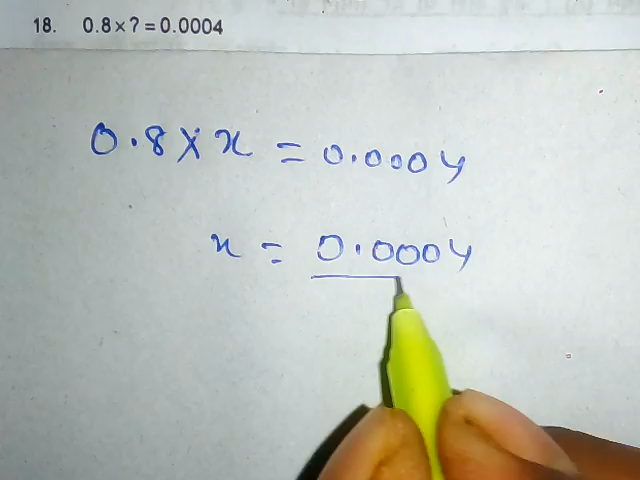 18. 0.8×?=0.0004
0.8 × x = 0.0004
x = 0.0004